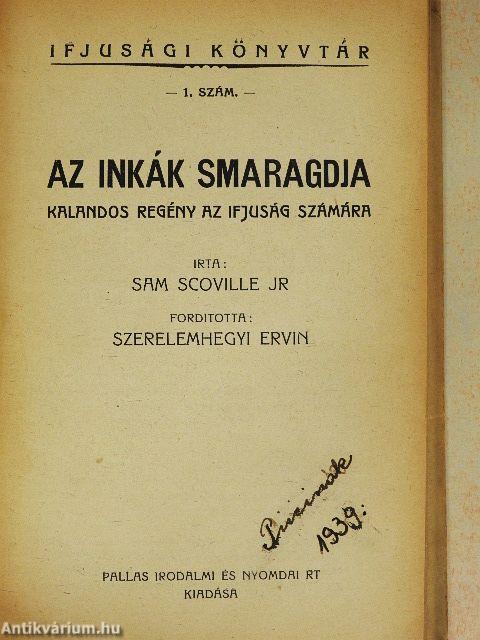 IFJUSÁGI KÖNYVTÁR
— 1. SZÁM. —
AZ INKÁK SMARAGDJA
KALANDOS REGÉNY AZ IFJUSÁG SZÁMÁRA
IRTA:
SAM SCOVILLE JR
FORDITOTTA:
SZERELEMHEGYI ERVIN
1939.
PALLAS IRODALMI ÉS NYOMDAI RT
KIADÁSA
Antikvárium.hu